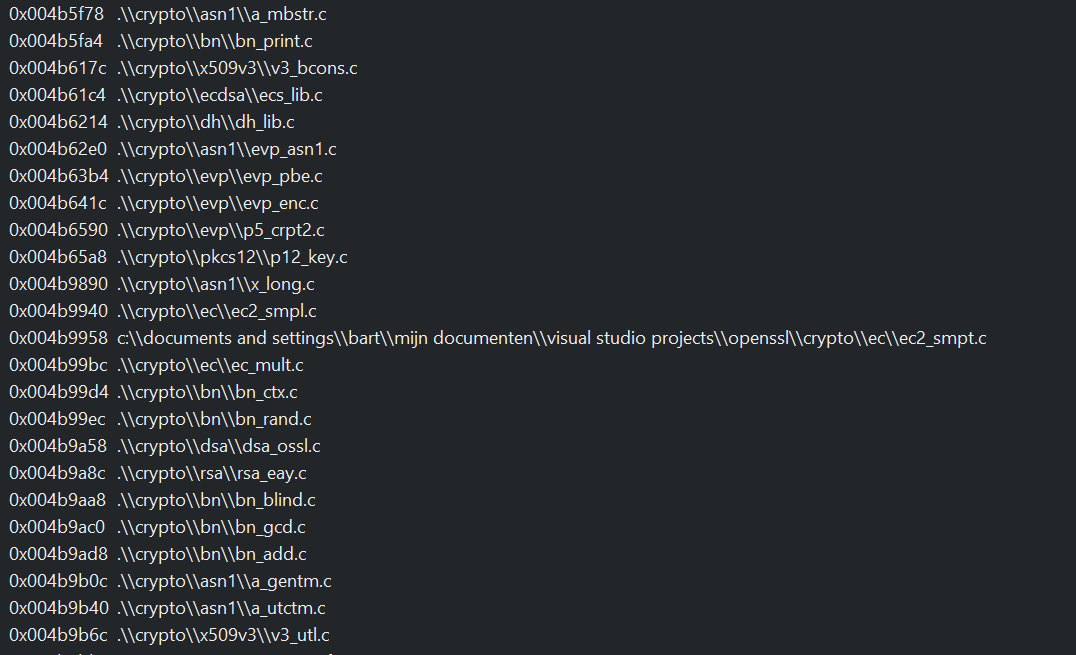 0x004b5f78 .\\crypto\\asn1\\a_mbstr.c
0x004b5fa4 .\\crypto\\bn\\bn_print.c
0x004b617c .\\crypto\\x509v3\\v3_bcons.c
0x004b61c4 .\\crypto\\ecdsa\\ecs_lib.c
0x004b6214 .\\crypto\\dh\\dh_lib.c
0x004b62e0 .\\crypto\\asn1\\evp_asn1.c
0x004b63b4 .\\crypto\\evp\\evp_pbe.c
0x004b641c .\\crypto\\evp\\evp_enc.c
0x004b6590 .\\crypto\\evp\\p5_crpt2.c
0x004b65a8 .\\crypto\\pkcs12\\p12_key.c
0x004b9890 .\\crypto\\asn1\\x_long.c
0x004b9940 .\\crypto\\ec\\ec2_smpl.c
0x004b9958 c:\\documents and settings\\bart\\mijn documenten\\visual studio projects\\openssl\\crypto\\ec\\ec2_smpt.c
0x004b99bc .\\crypto\\ec\\ec_mult.c
0x004b99d4 .\\crypto\\bn\\bn_ctx.c
0x004b99ec .\\crypto\\bn\\bn_rand.c
0x004b9a58 .\\crypto\\dsa\\dsa_ossl.c
0x004b9a8c .\\crypto\\rsa\\rsa_eay.c
0x004b9aa8 .\\crypto\\bn\\bn_blind.c
0x004b9ac0 .\\crypto\\bn\\bn_gcd.c
0x004b9ad8 .\\crypto\\bn\\bn_add.c
0x004b9b0c .\\crypto\\asn1\\a_gentm.c
0x004b9b40 .\\crypto\\asn1\\a_utctm.c
0x004b9b6c .\\crypto\\x509v3\\v3_utl.c